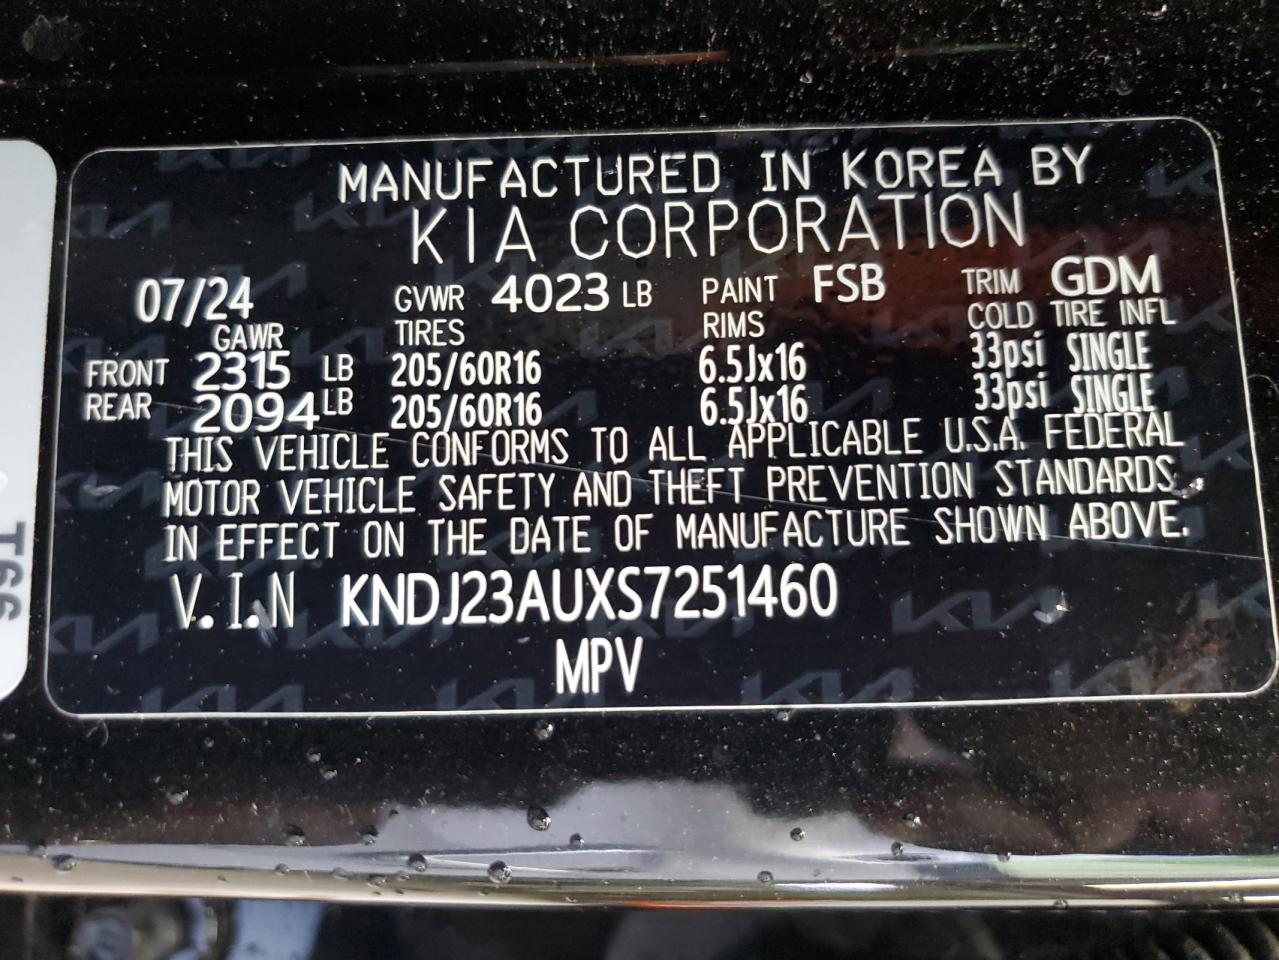 MANUFACTURED IN KOREA BY
KIA CORPORATION
07/24 GVWR 4023 LB PAINT FSB TRIM GDM
GAWR TIRES RIMS COLD TIRE INFL
FRONT 2315 LB 205/60R16 6.5Jx16 33psi SINGLE
REAR 2094 LB 205/60R16 6.5Jx16 33psi SINGLE
THIS VEHICLE CONFORMS TO ALL APPLICABLE U.S.A. FEDERAL
MOTOR VEHICLE SAFETY AND THEFT PREVENTION STANDARDS
IN EFFECT ON THE DATE OF MANUFACTURE SHOWN ABOVE.
V.I.N KNDJ23AUXS7251460
MPV